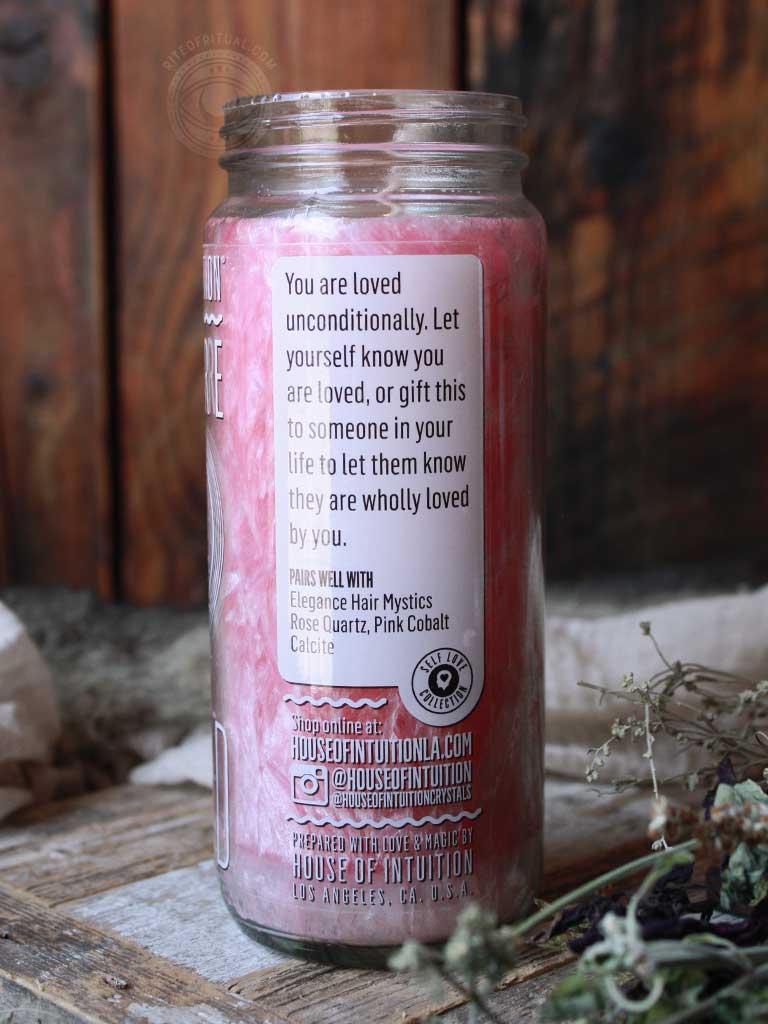 RITEOFRITUAL.COM
You are loved
unconditionally. Let
yourself know you
are loved, or gift this
to someone in your
life to let them know
they are wholly loved
by you.
PAIRS WELL WITH
Elegance Hair Mystics
Rose Quartz, Pink Cobalt
Calcite
SELF LOVE
COLLECTION
Shop online at:
HOUSEOFINTUITIONLA.COM
@HOUSEOFINTUITION
@HOUSEOFINTUITIONCRYSTALS
PREPARED WITH LOVE & MAGIC BY
HOUSE OF INTUITION
LOS ANGELES, CA. U.S.A.